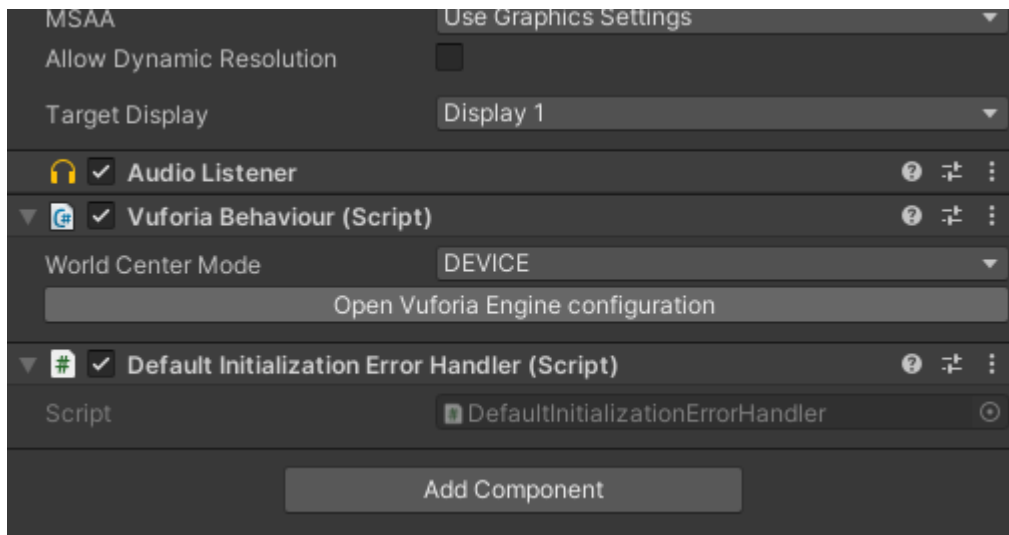 MSAA Use Graphics Settings
Allow Dynamic Resolution
Target Display Display 1
Audio Listener
Vuforia Behaviour (Script)
World Center Mode DEVICE
Open Vuforia Engine configuration
# Default Initialization Error Handler (Script)
Script DefaultInitializationErrorHandler
Add Component